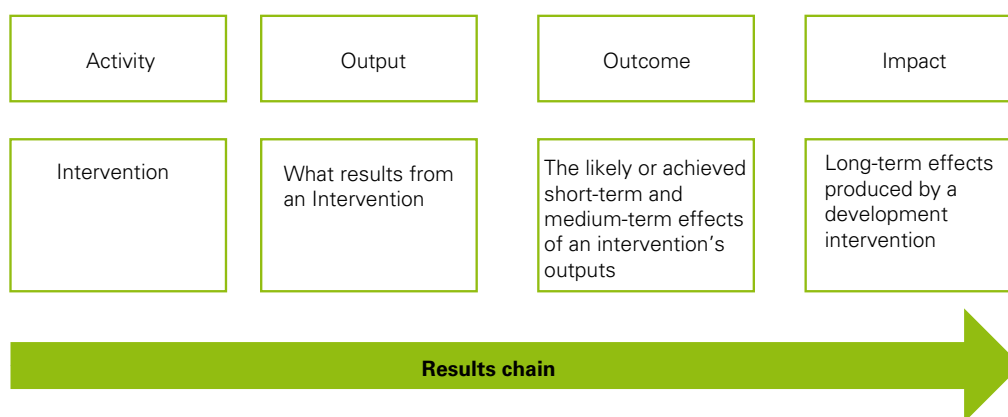 Activity
Output
Outcome
Impact
Intervention
What results from
an Intervention
The likely or achieved
short-term and
medium-term effects
of an intervention’s
outputs
Long-term effects
produced by a
development
intervention
Results chain